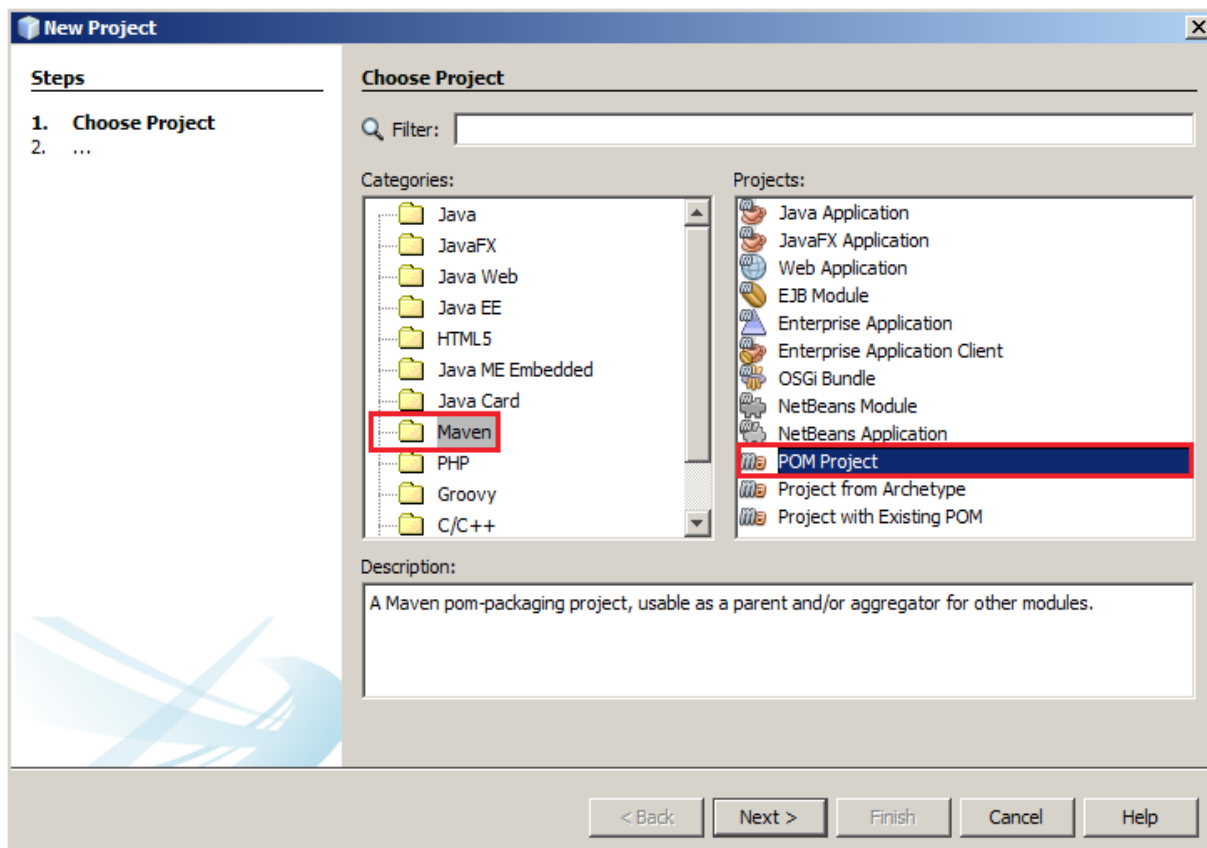 New Project
Steps
1. Choose Project
2. ...
Choose Project
Filter:
Categories:
Java
JavaFX
Java Web
Java EE
HTML5
Java ME Embedded
Java Card
Maven
PHP
Groovy
C/C++
Projects:
Java Application
JavaFX Application
Web Application
EJB Module
Enterprise Application
Enterprise Application Client
OSGi Bundle
NetBeans Module
NetBeans Application
POM Project
Project from Archetype
Project with Existing POM
Description:
A Maven pom-packaging project, usable as a parent and/or aggregator for other modules.
< Back Next > Finish Cancel Help